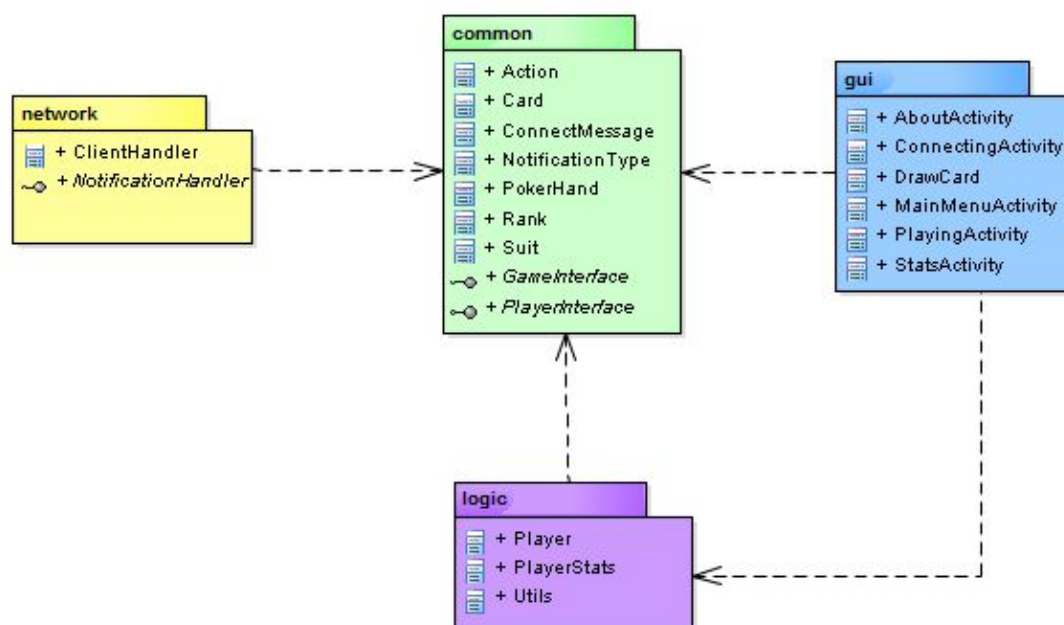 common
+ Action
+ Card
+ ConnectMessage
+ NotificationType
+ PokerHand
+ Rank
+ Suit
+ GameInterface
+ PlayerInterface
network
+ ClientHandler
+ NotificationHandler
gui
+ AboutActivity
+ ConnectingActivity
+ DrawCard
+ MainMenuActivity
+ PlayingActivity
+ StatsActivity
logic
+ Player
+ PlayerStats
+ Utils